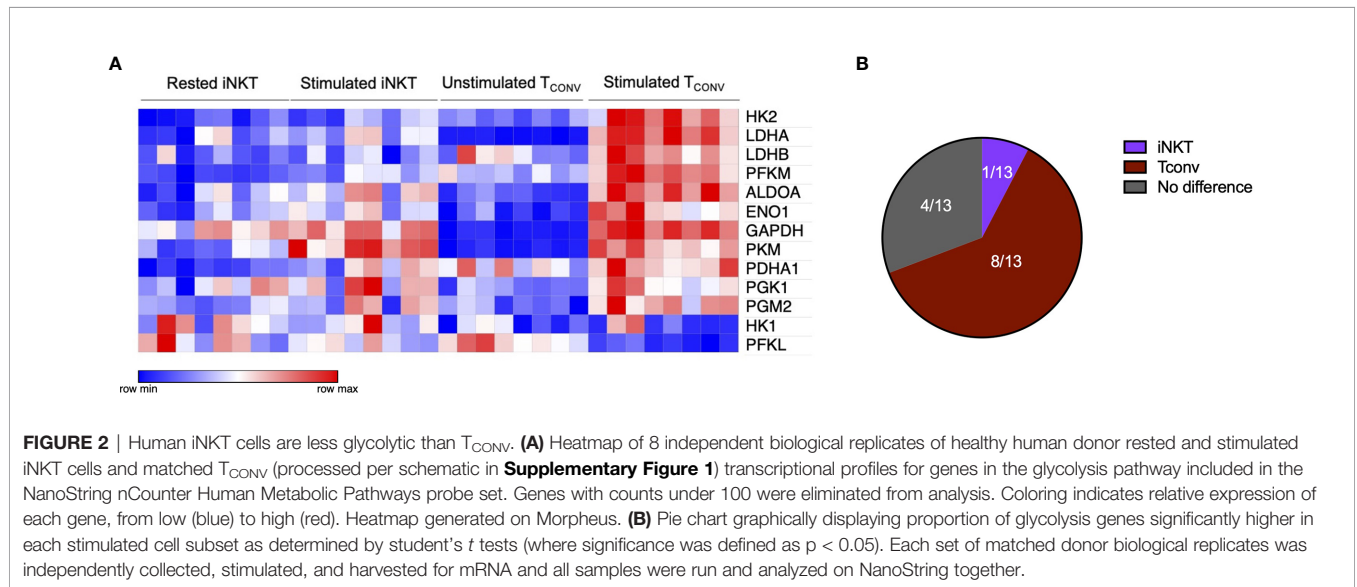 A
B
Rested iNKT Stimulated iNKT Unstimulated TCONV Stimulated TCONV
HK2
LDHA
LDHB
PFKM
ALDOA
ENO1
GAPDH
PKM
PDHA1
PGK1
PGM2
HK1
PFKL
row min row max
1/13
4/13
8/13
iNKT
Tconv
No difference
FIGURE 2 | Human iNKT cells are less glycolytic than TCONV. (A) Heatmap of 8 independent biological replicates of healthy human donor rested and stimulated
iNKT cells and matched TCONV (processed per schematic in Supplementary Figure 1) transcriptional profiles for genes in the glycolysis pathway included in the
NanoString nCounter Human Metabolic Pathways probe set. Genes with counts under 100 were eliminated from analysis. Coloring indicates relative expression of
each gene, from low (blue) to high (red). Heatmap generated on Morpheus. (B) Pie chart graphically displaying proportion of glycolysis genes significantly higher in
each stimulated cell subset as determined by student's t tests (where significance was defined as p < 0.05). Each set of matched donor biological replicates was
independently collected, stimulated, and harvested for mRNA and all samples were run and analyzed on NanoString together.